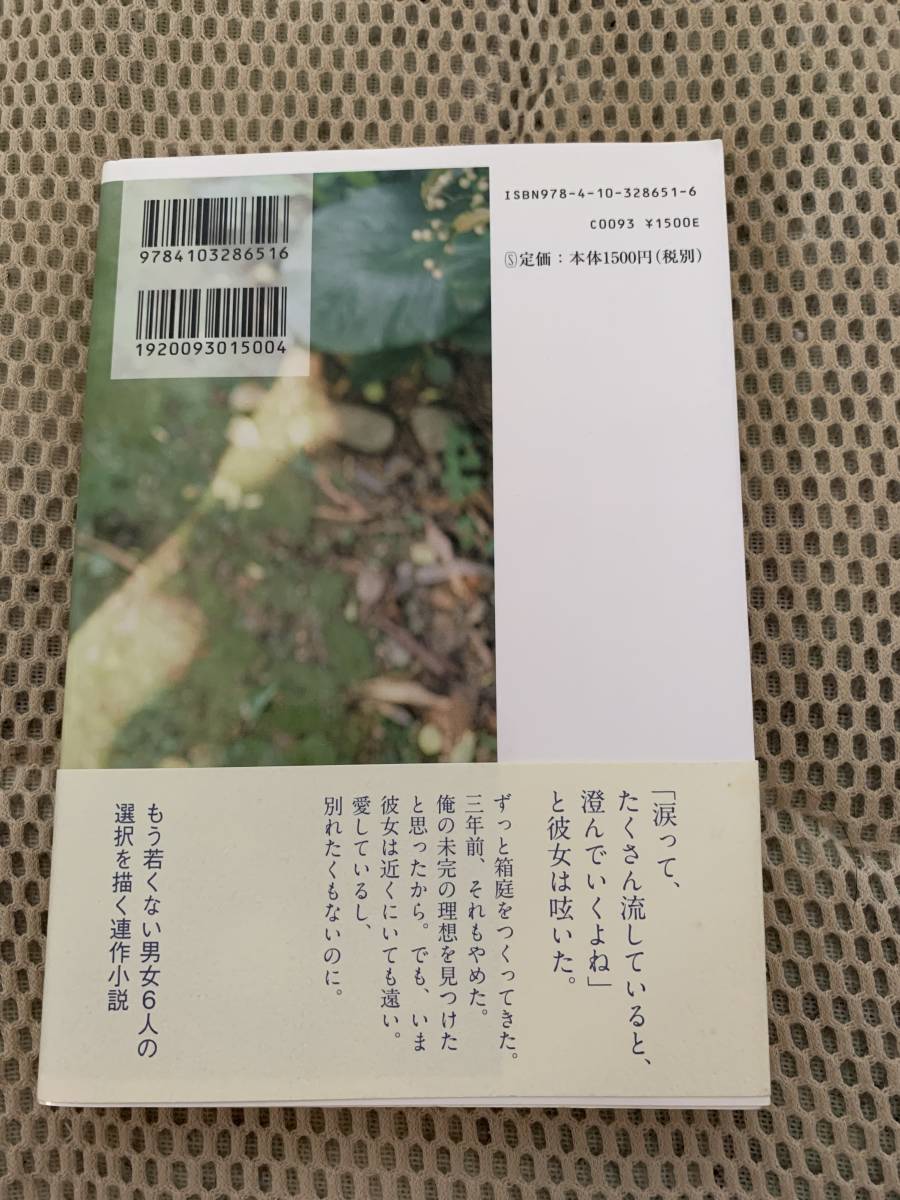 ISBN978-4-10-328651-6
C0093 ¥1500E
Ⓢ定価：本体1500円(税別)
9784103286516
1920093015004
「涙って、
たくさん流していると、
澄んでいくよね」
と彼女は呟いた。
ずっと箱庭をつくってきた。
三年前、それもやめた。
俺の未完の理想を見つけた
と思ったから。でも、いま
彼女は近くにいても遠い。
愛しているし、
別れたくもないのに。
もう若くない男女6人の
選択を描く連作小説